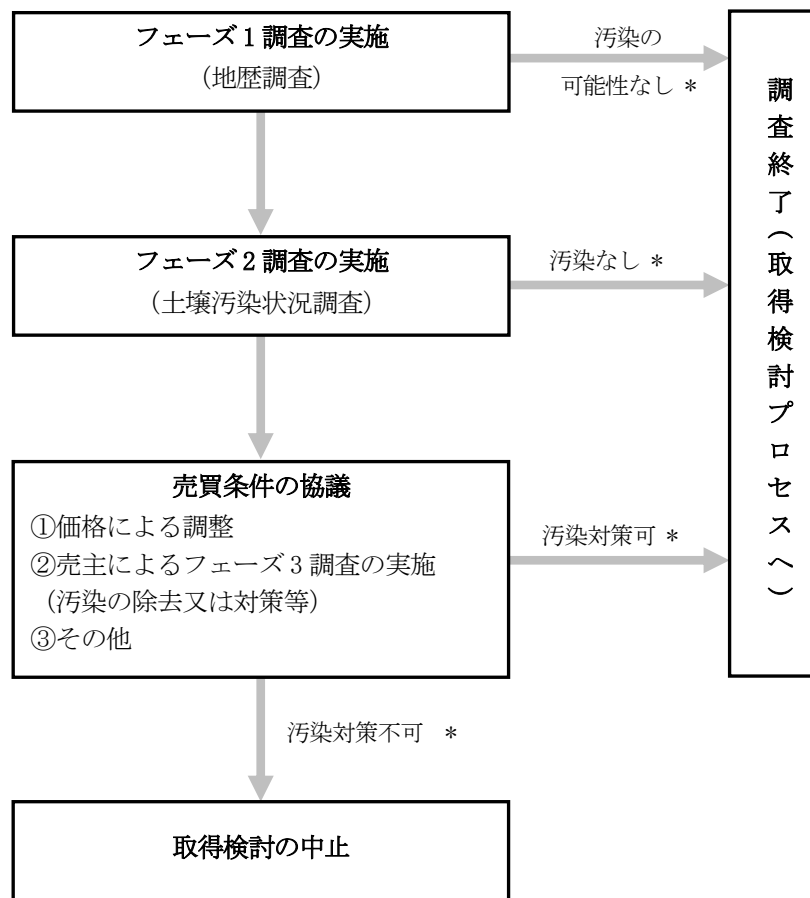 フェーズ1調査の実施
（地歴調査）
汚染の
可能性なし *
調査終了（取得検討プロセスへ）
フェーズ2調査の実施
（土壌汚染状況調査）
汚染なし *
売買条件の協議
①価格による調整
②売主によるフェーズ3調査の実施
（汚染の除去又は対策等）
③その他
汚染対策可 *
汚染対策不可 *
取得検討の中止